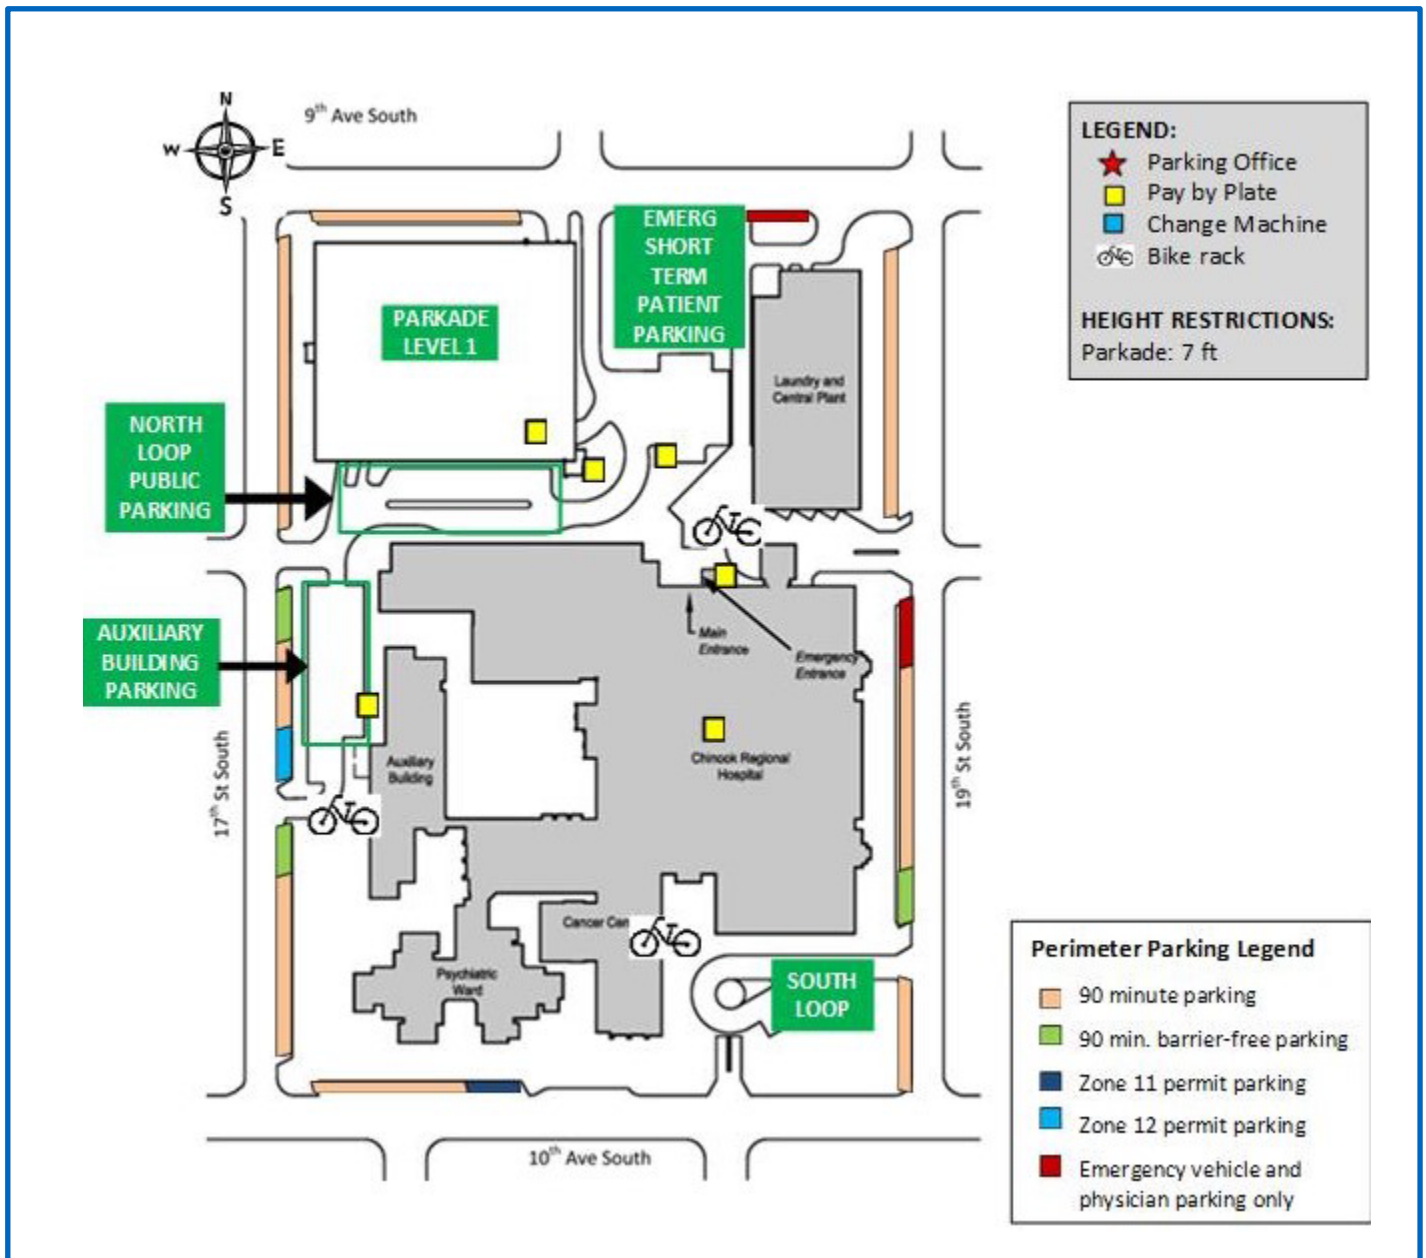 N
W
E
S
9th Ave South
LEGEND:
Parking Office
Pay by Plate
Change Machine
Bike rack
HEIGHT RESTRICTIONS:
Parkade: 7 ft
EMERG
SHORT
TERM
PATIENT
PARKING
PARKADE
LEVEL 1
Laundry and
Central Plant
NORTH
LOOP
PUBLIC
PARKING
Main
Entrance
Emergency
Entrance
AUXILIARY
BUILDING
PARKING
17th St South
Auxiliary
Building
Chinook Regional
Hospital
19th St South
Cancer Cen
Psychiatric
Ward
SOUTH
LOOP
10th Ave South
Perimeter Parking Legend
90 minute parking
90 min. barrier-free parking
Zone 11 permit parking
Zone 12 permit parking
Emergency vehicle and
physician parking only